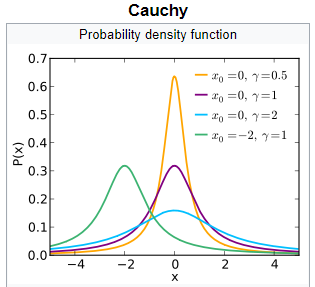 Cauchy
Probability density function
0.7
0.6
0.5
0.4
0.3
0.2
0.1
0.0
P(x)
x₀ =0, γ=0.5
x₀ =0, γ=1
x₀ =0, γ=2
x₀=−2, γ=1
−4 −2 0 2 4
x